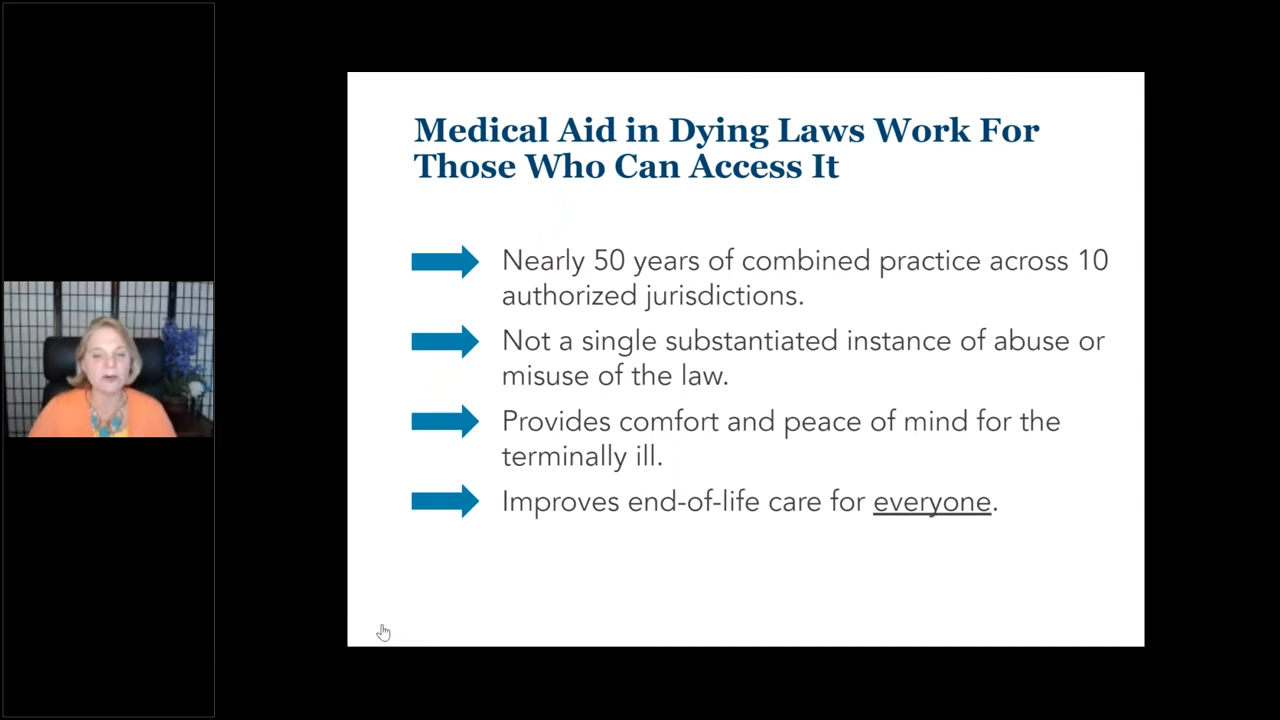 Medical Aid in Dying Laws Work For
Those Who Can Access It
Nearly 50 years of combined practice across 10
authorized jurisdictions.
Not a single substantiated instance of abuse or
misuse of the law.
Provides comfort and peace of mind for the
terminally ill.
Improves end-of-life care for everyone.